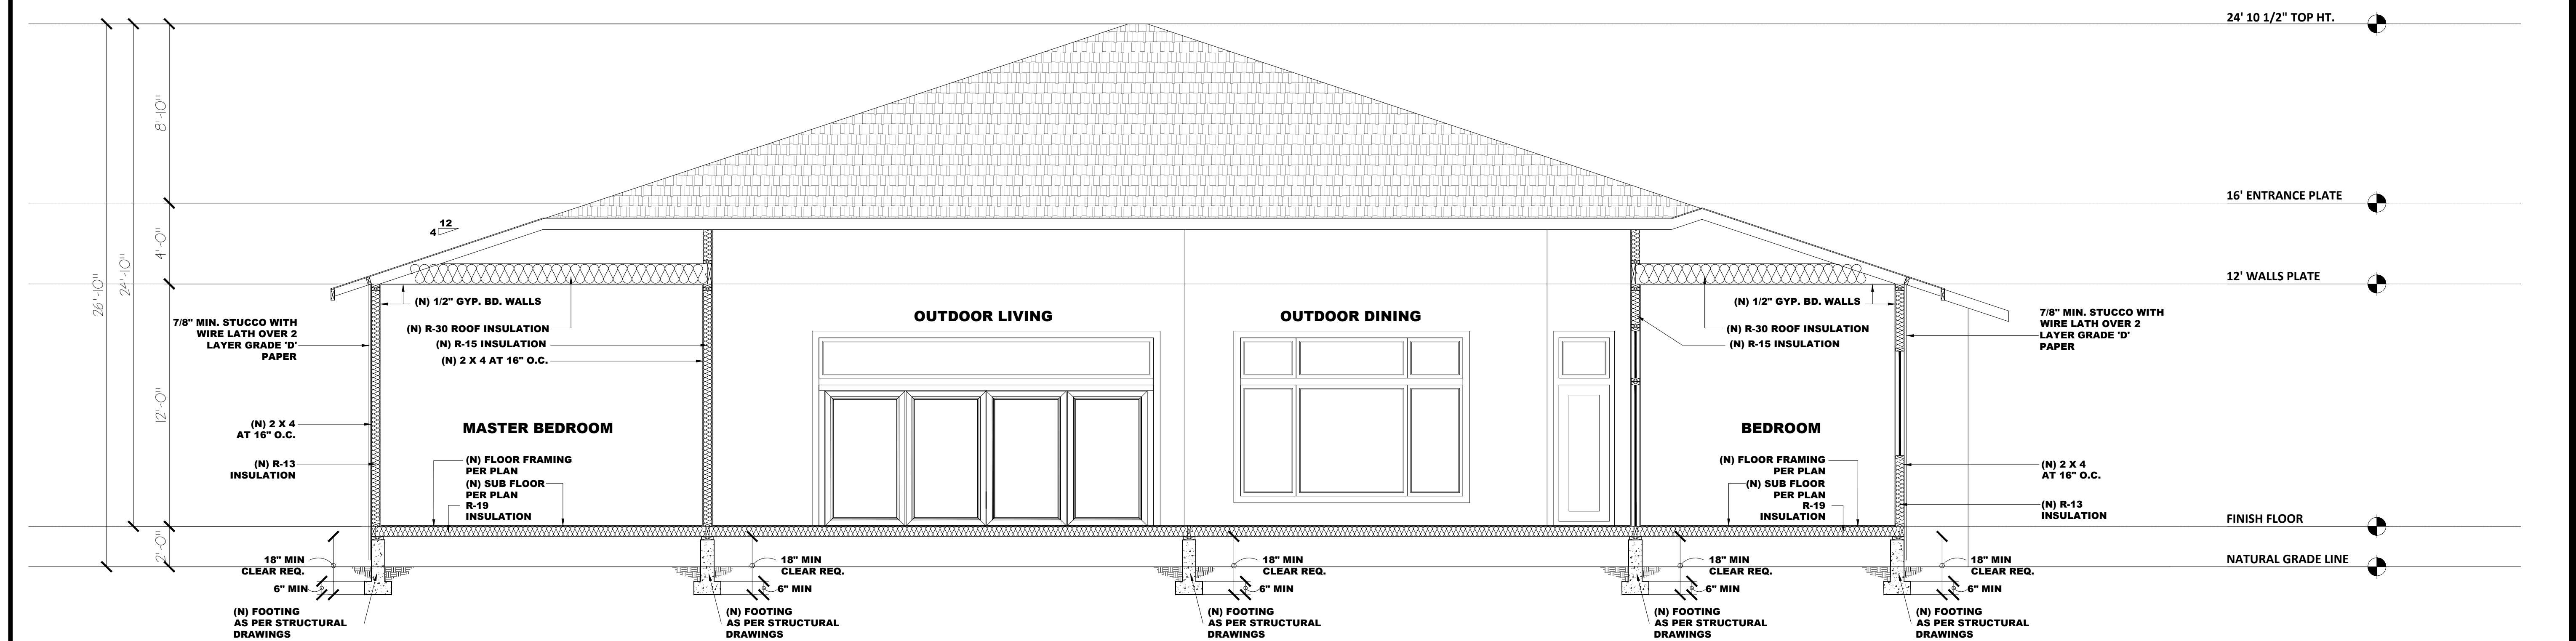 24' 10 1/2" TOP HT.
8'-10"
16' ENTRANCE PLATE
12
4
4'-0"
24'-10"
26'-10"
12' WALLS PLATE
(N) 1/2" GYP. BD. WALLS
(N) 1/2" GYP. BD. WALLS
7/8" MIN. STUCCO WITH
WIRE LATH OVER 2
LAYER GRADE 'D'
PAPER
(N) R-30 ROOF INSULATION
(N) R-15 INSULATION
(N) 2 X 4 AT 16" O.C.
OUTDOOR LIVING
OUTDOOR DINING
(N) R-30 ROOF INSULATION
(N) R-15 INSULATION
7/8" MIN. STUCCO WITH
WIRE LATH OVER 2
LAYER GRADE 'D'
PAPER
12'-0"
(N) 2 X 4
AT 16" O.C.
MASTER BEDROOM
BEDROOM
(N) R-13
INSULATION
(N) FLOOR FRAMING
PER PLAN
(N) SUB FLOOR
PER PLAN
R-19
INSULATION
(N) FLOOR FRAMING
PER PLAN
(N) SUB FLOOR
PER PLAN
R-19
INSULATION
(N) 2 X 4
AT 16" O.C.
(N) R-13
INSULATION
FINISH FLOOR
2'-0"
NATURAL GRADE LINE
18" MIN
CLEAR REQ.
6" MIN
(N) FOOTING
AS PER STRUCTURAL
DRAWINGS
18" MIN
CLEAR REQ.
6" MIN
(N) FOOTING
AS PER STRUCTURAL
DRAWINGS
18" MIN
CLEAR REQ.
6" MIN
(N) FOOTING
AS PER STRUCTURAL
DRAWINGS
18" MIN
CLEAR REQ.
6" MIN
(N) FOOTING
AS PER STRUCTURAL
DRAWINGS
18" MIN
CLEAR REQ.
6" MIN
(N) FOOTING
AS PER STRUCTURAL
DRAWINGS